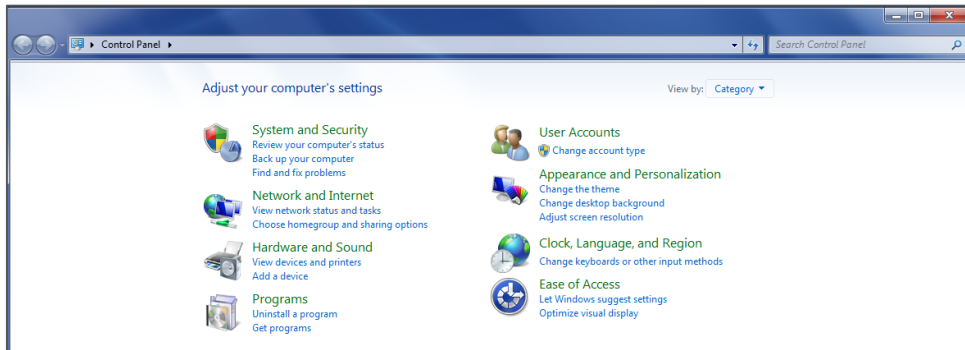 Control Panel
Search Control Panel
Adjust your computer's settings
View by: Category
System and Security
Review your computer's status
Back up your computer
Find and fix problems
Network and Internet
View network status and tasks
Choose homegroup and sharing options
Hardware and Sound
View devices and printers
Add a device
Programs
Uninstall a program
Get programs
User Accounts
Change account type
Appearance and Personalization
Change the theme
Change desktop background
Adjust screen resolution
Clock, Language, and Region
Change keyboards or other input methods
Ease of Access
Let Windows suggest settings
Optimize visual display